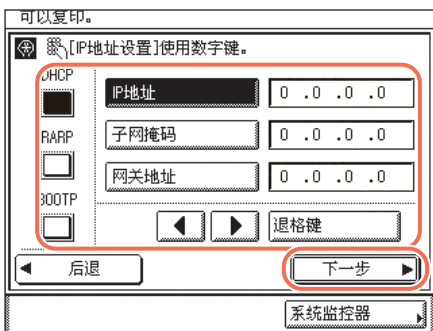 可以复印。
[IP地址设置]使用数字键。
DHCP
IP地址 0 .0 .0 .0
RARP
子网掩码 0 .0 .0 .0
网关地址 0 .0 .0 .0
BOOTP
退格键
后退 下一步
系统监控器